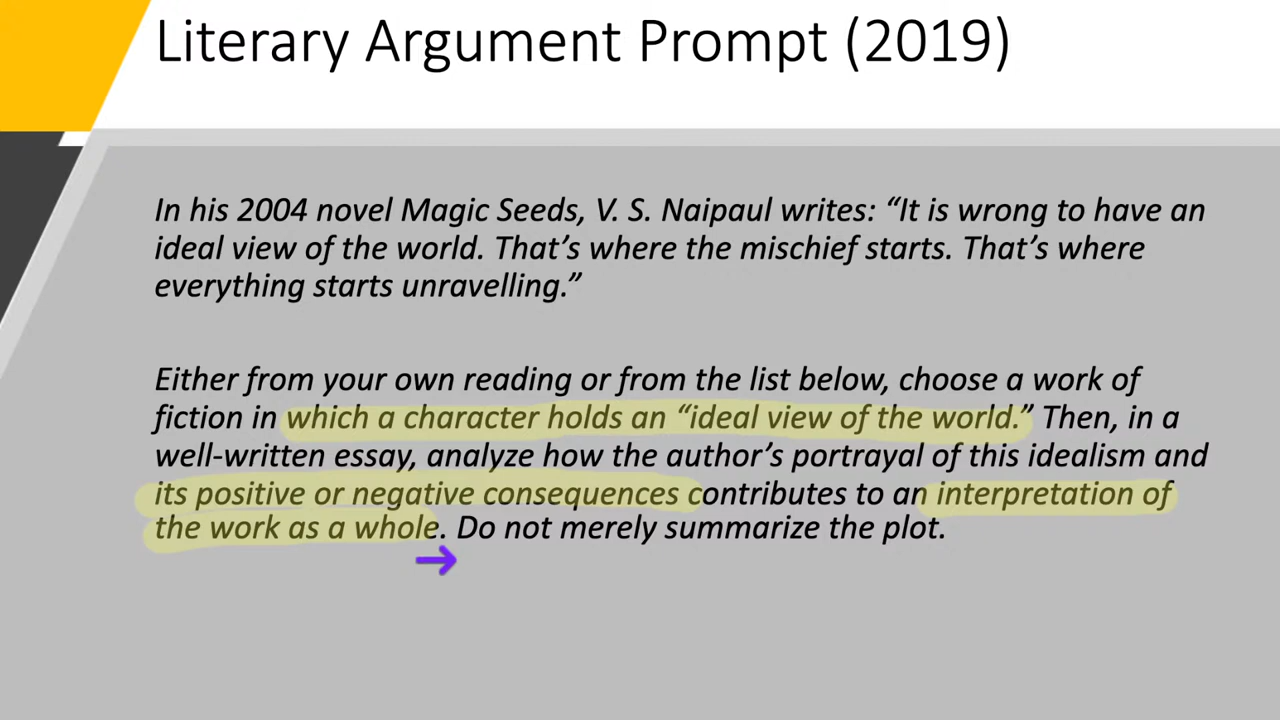 Literary Argument Prompt (2019)
In his 2004 novel Magic Seeds, V. S. Naipaul writes: “It is wrong to have an
ideal view of the world. That’s where the mischief starts. That’s where
everything starts unravelling.”
Either from your own reading or from the list below, choose a work of
fiction in which a character holds an “ideal view of the world.” Then, in a
well-written essay, analyze how the author’s portrayal of this idealism and
its positive or negative consequences contributes to an interpretation of
the work as a whole. Do not merely summarize the plot.